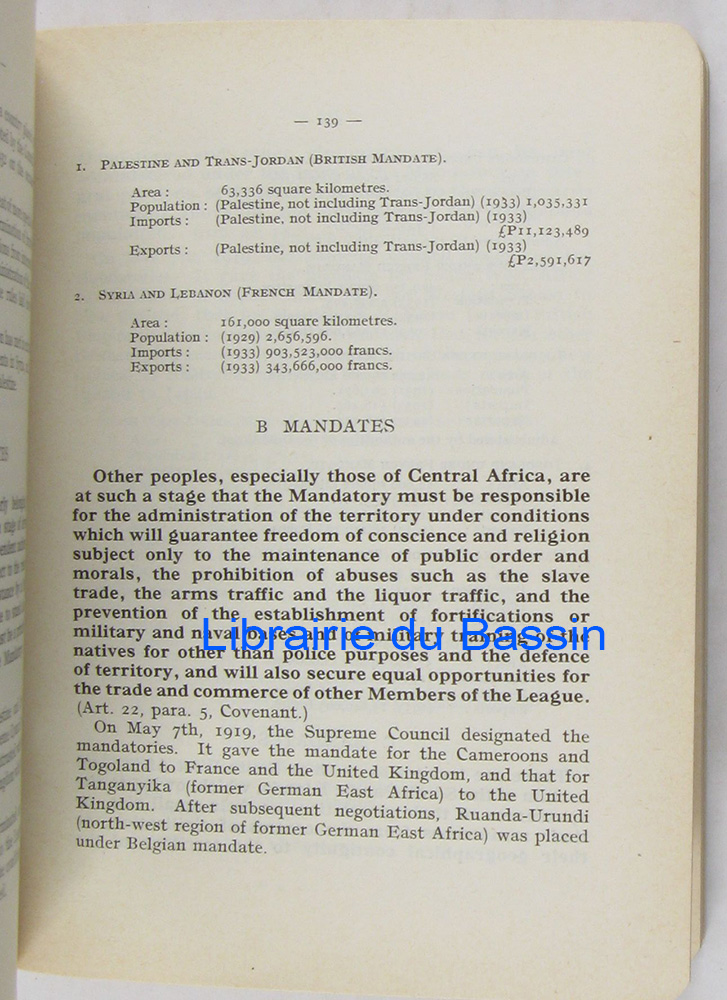 — 139 —
1. PALESTINE AND TRANS-JORDAN (BRITISH MANDATE).
Area : 63,336 square kilometres.
Population : (Palestine, not including Trans-Jordan) (1933) 1,035,331
Imports : (Palestine, not including Trans-Jordan) (1933)
£P11,123,489
Exports : (Palestine, not including Trans-Jordan) (1933)
£P2,591,617
2. SYRIA AND LEBANON (FRENCH MANDATE).
Area : 161,000 square kilometres.
Population : (1929) 2,656,596.
Imports : (1933) 903,523,000 francs.
Exports : (1933) 343,666,000 francs.
B MANDATES
Other peoples, especially those of Central Africa, are
at such a stage that the Mandatory must be responsible
for the administration of the territory under conditions
which will guarantee freedom of conscience and religion
subject only to the maintenance of public order and
morals, the prohibition of abuses such as the slave
trade, the arms traffic and the liquor traffic, and the
prevention of the establishment of fortifications or
military and naval bases and of military training of the
Librairie du Bassin
natives for other than police purposes and the defence
of territory, and will also secure equal opportunities for
the trade and commerce of other Members of the League.
(Art. 22, para. 5, Covenant.)
On May 7th, 1919, the Supreme Council designated the
mandatories. It gave the mandate for the Cameroons and
Togoland to France and the United Kingdom, and that for
Tanganyika (former German East Africa) to the United
Kingdom. After subsequent negotiations, Ruanda-Urundi
(north-west region of former German East Africa) was placed
under Belgian mandate.